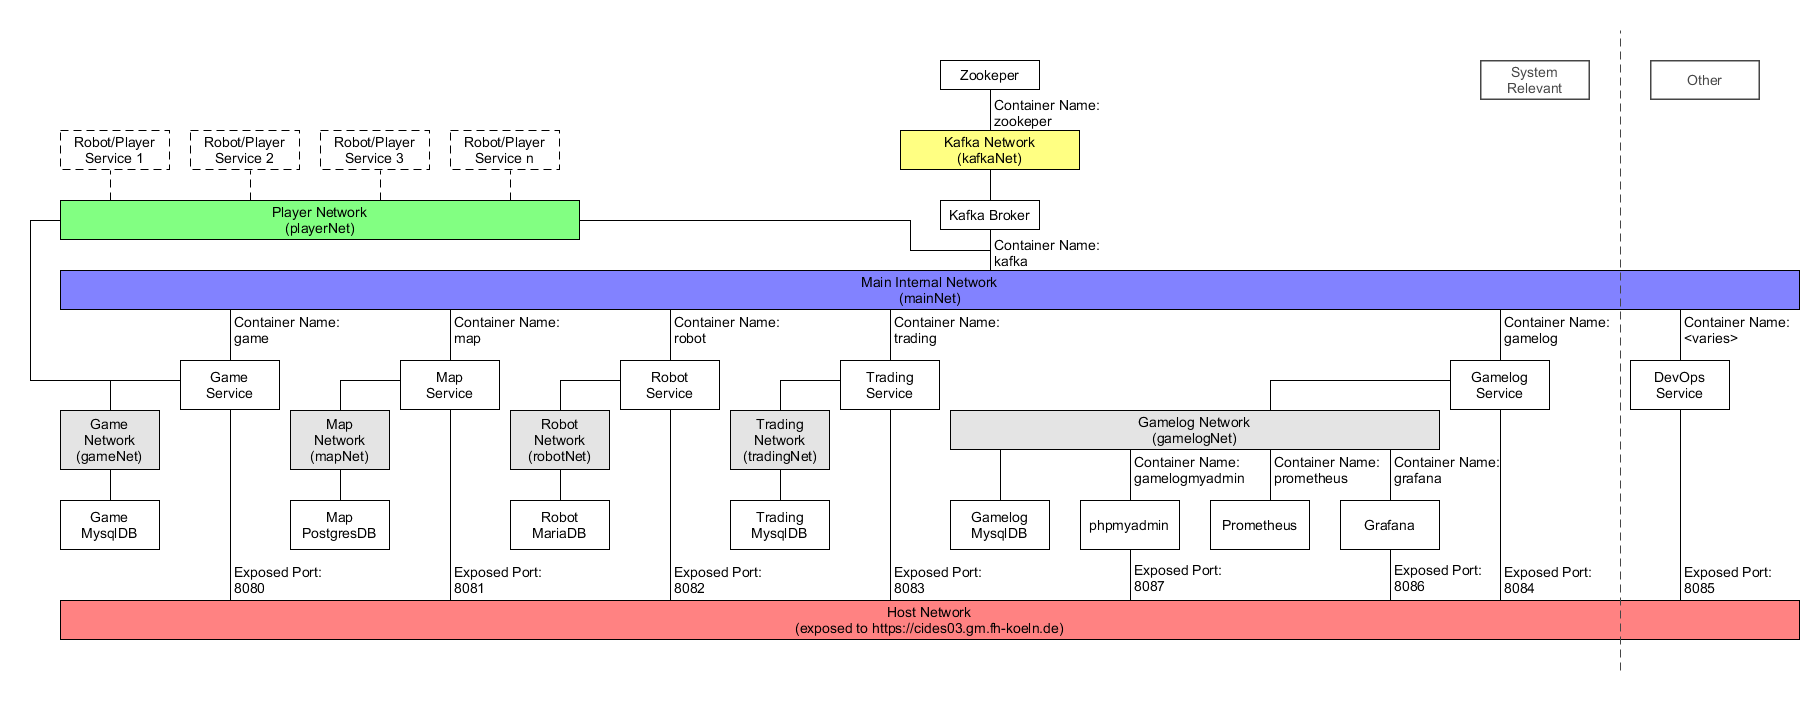 Zookeper
System
Relevant
Other
Container Name:
zookeper
Robot/Player
Service 1
Robot/Player
Service 2
Robot/Player
Service 3
Robot/Player
Service n
Kafka Network
(kafkaNet)
Player Network
(playerNet)
Kafka Broker
Container Name:
kafka
Main Internal Network
(mainNet)
Container Name:
game
Container Name:
map
Container Name:
robot
Container Name:
trading
Container Name:
gamelog
Container Name:
<varies>
Game
Service
Map
Service
Robot
Service
Trading
Service
Gamelog
Service
DevOps
Service
Game
Network
(gameNet)
Map
Network
(mapNet)
Robot
Network
(robotNet)
Trading
Network
(tradingNet)
Gamelog Network
(gamelogNet)
Container Name:
gamelogmyadmin
Container Name:
prometheus
Container Name:
grafana
Game
MysqlDB
Map
PostgresDB
Robot
MariaDB
Trading
MysqlDB
Gamelog
MysqlDB
phpmyadmin
Prometheus
Grafana
Exposed Port:
8080
Exposed Port:
8081
Exposed Port:
8082
Exposed Port:
8083
Exposed Port:
8087
Exposed Port:
8086
Exposed Port:
8084
Exposed Port:
8085
Host Network
(exposed to https://cides03.gm.fh-koeln.de)